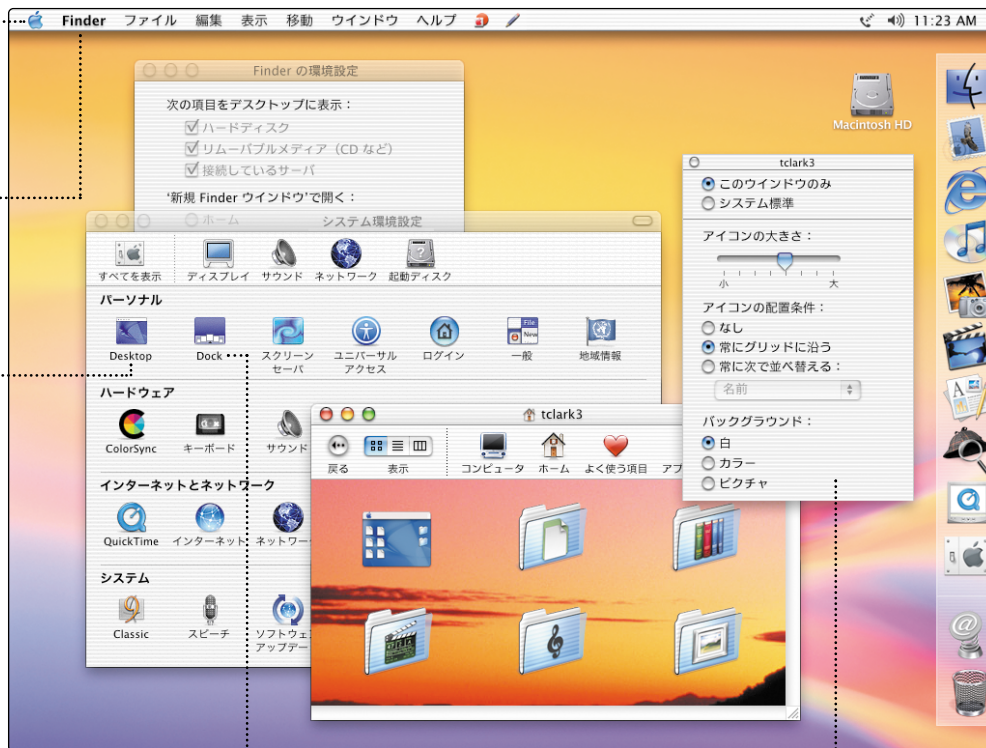 Finder ファイル 編集 表示 移動 ウインドウ ヘルプ
11:23 AM
Finder の環境設定
次の項目をデスクトップに表示：
ハードディスク
リムーバブルメディア（CD など）
接続しているサーバ
‘新規 Finder ウインドウ’で開く：
ホーム
Macintosh HD
システム環境設定
すべてを表示 ディスプレイ サウンド ネットワーク 起動ディスク
パーソナル
Desktop Dock スクリーンセーバ ユニバーサルアクセス ログイン 一般 地域情報
ハードウェア
ColorSync キーボード サウンド
インターネットとネットワーク
QuickTime インターネット ネットワー
システム
Classic スピーチ ソフトウェ
アップデー
tclark3
戻る 表示 コンピュータ ホーム よく使う項目 アプ
tclark3
このウインドウのみ
システム標準
アイコンの大きさ：
小 大
アイコンの配置条件：
なし
常にグリッドに沿う
常に次で並べ替える：
名前
バックグラウンド：
白
カラー
ピクチャ